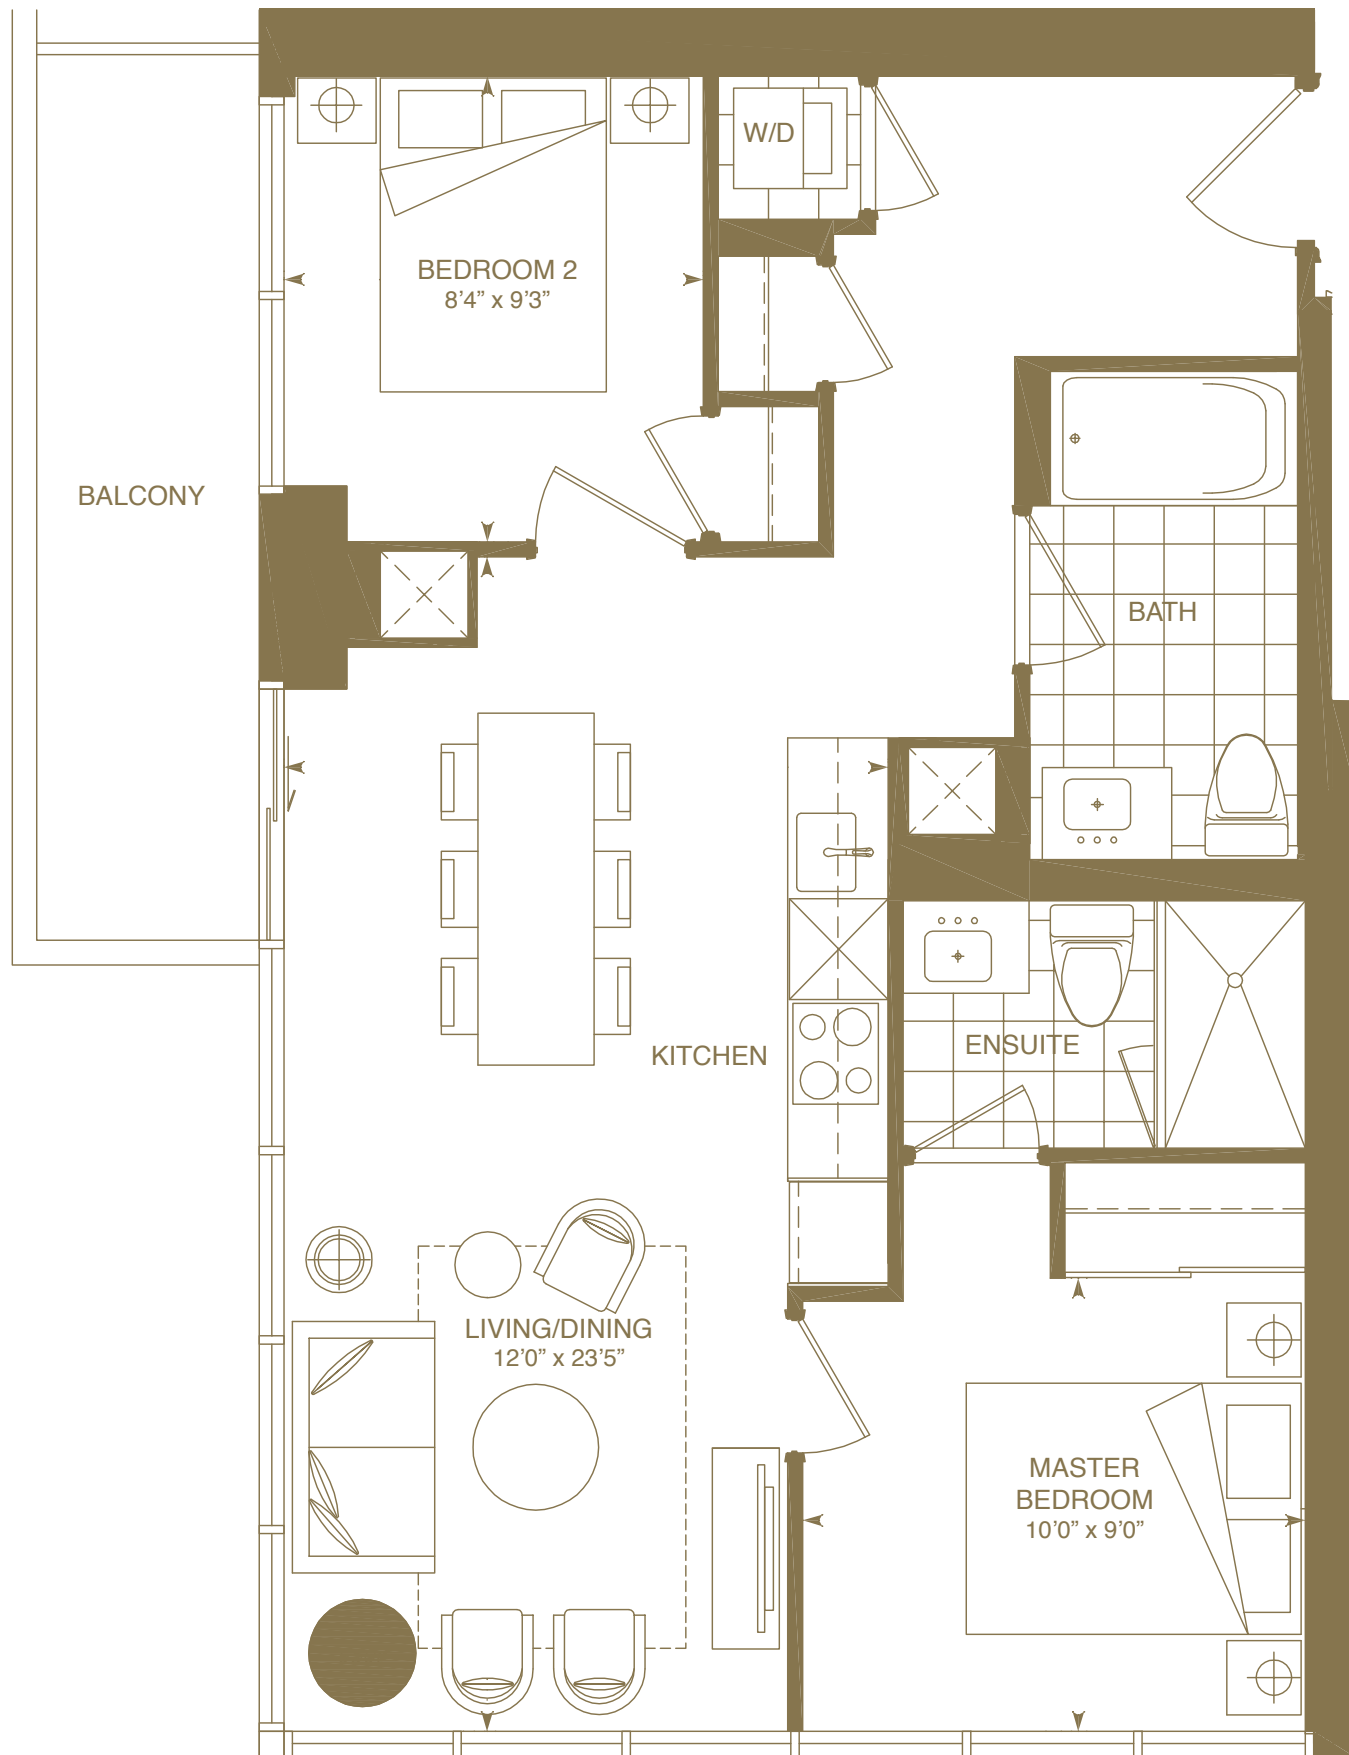 W/D
BEDROOM 2
8’4” x 9’3”
BALCONY
BATH
ENSUITE
KITCHEN
LIVING/DINING
12’0” x 23’5”
MASTER
BEDROOM
10’0” x 9’0”